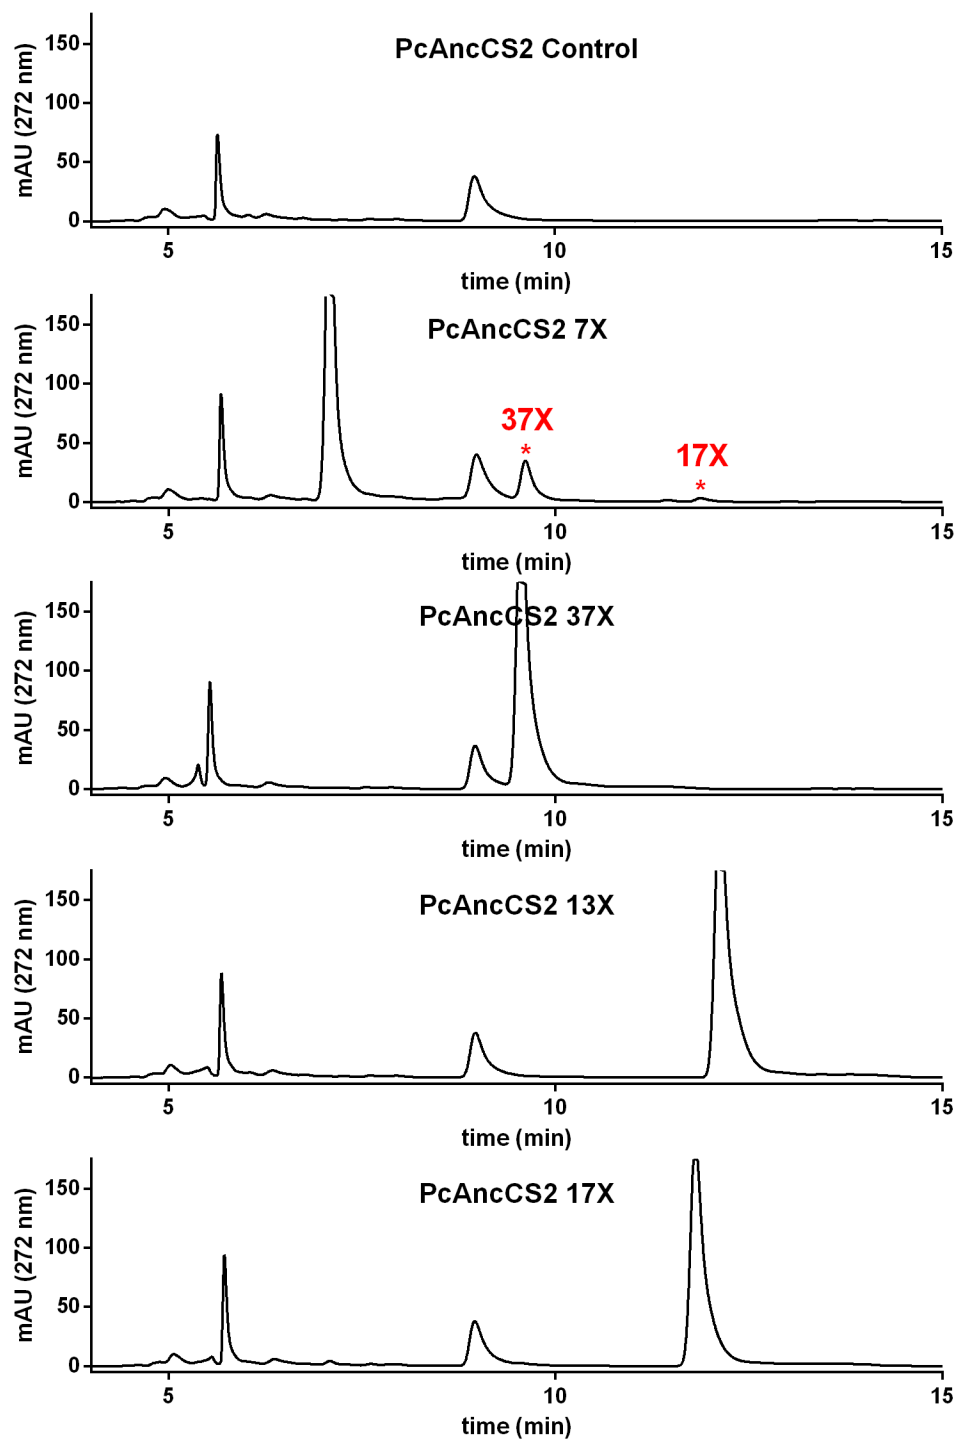 PcAncCS2 Control
mAU (272 nm)
150
100
50
0
5 10 15
time (min)
PcAncCS2 7X
mAU (272 nm)
150
100
50
0
37X
*
17X
*
5 10 15
time (min)
PcAncCS2 37X
mAU (272 nm)
150
100
50
0
5 10 15
time (min)
PcAncCS2 13X
mAU (272 nm)
150
100
50
0
5 10 15
time (min)
PcAncCS2 17X
mAU (272 nm)
150
100
50
0
5 10 15
time (min)